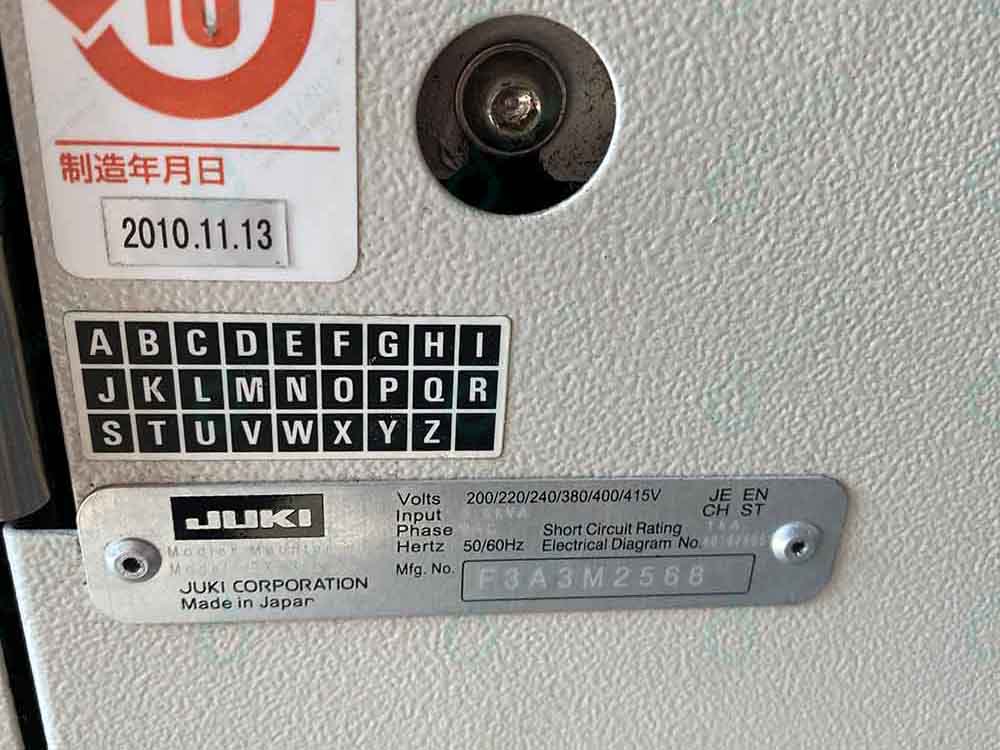 10
制造年月日
2010.11.13
A B C D E F G H I
J K L M N O P Q R
S T U V W X Y Z
JUKI
JUKI CORPORATION
Made in Japan
Volts 200/220/240/380/400/415V
Input
Phase
Hertz 50/60Hz
Short Circuit Rating
Electrical Diagram No.
JE EN
CH ST
Mfg. No. F3A3M2568